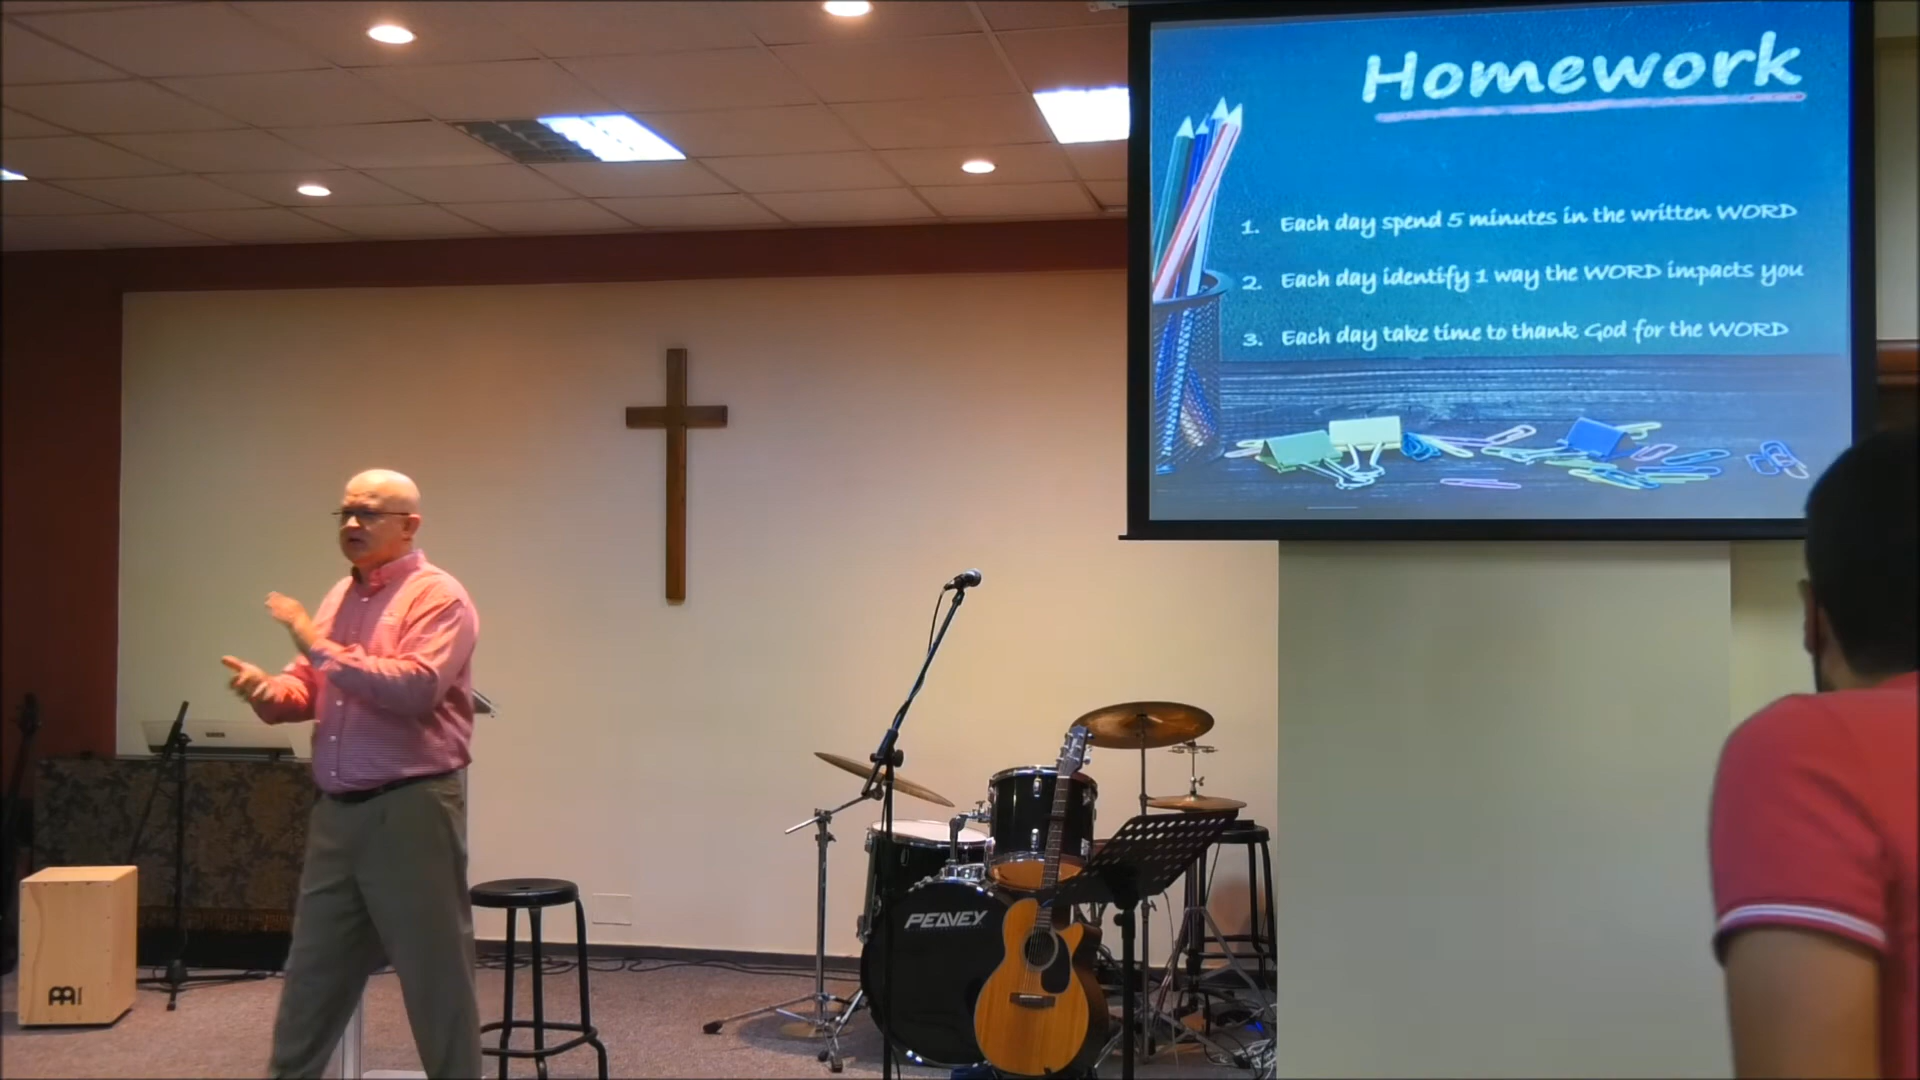 Homework
1. Each day spend 5 minutes in the written WORD
2. Each day identify 1 way the WORD impacts you
3. Each day take time to thank God for the WORD
PEAVEY